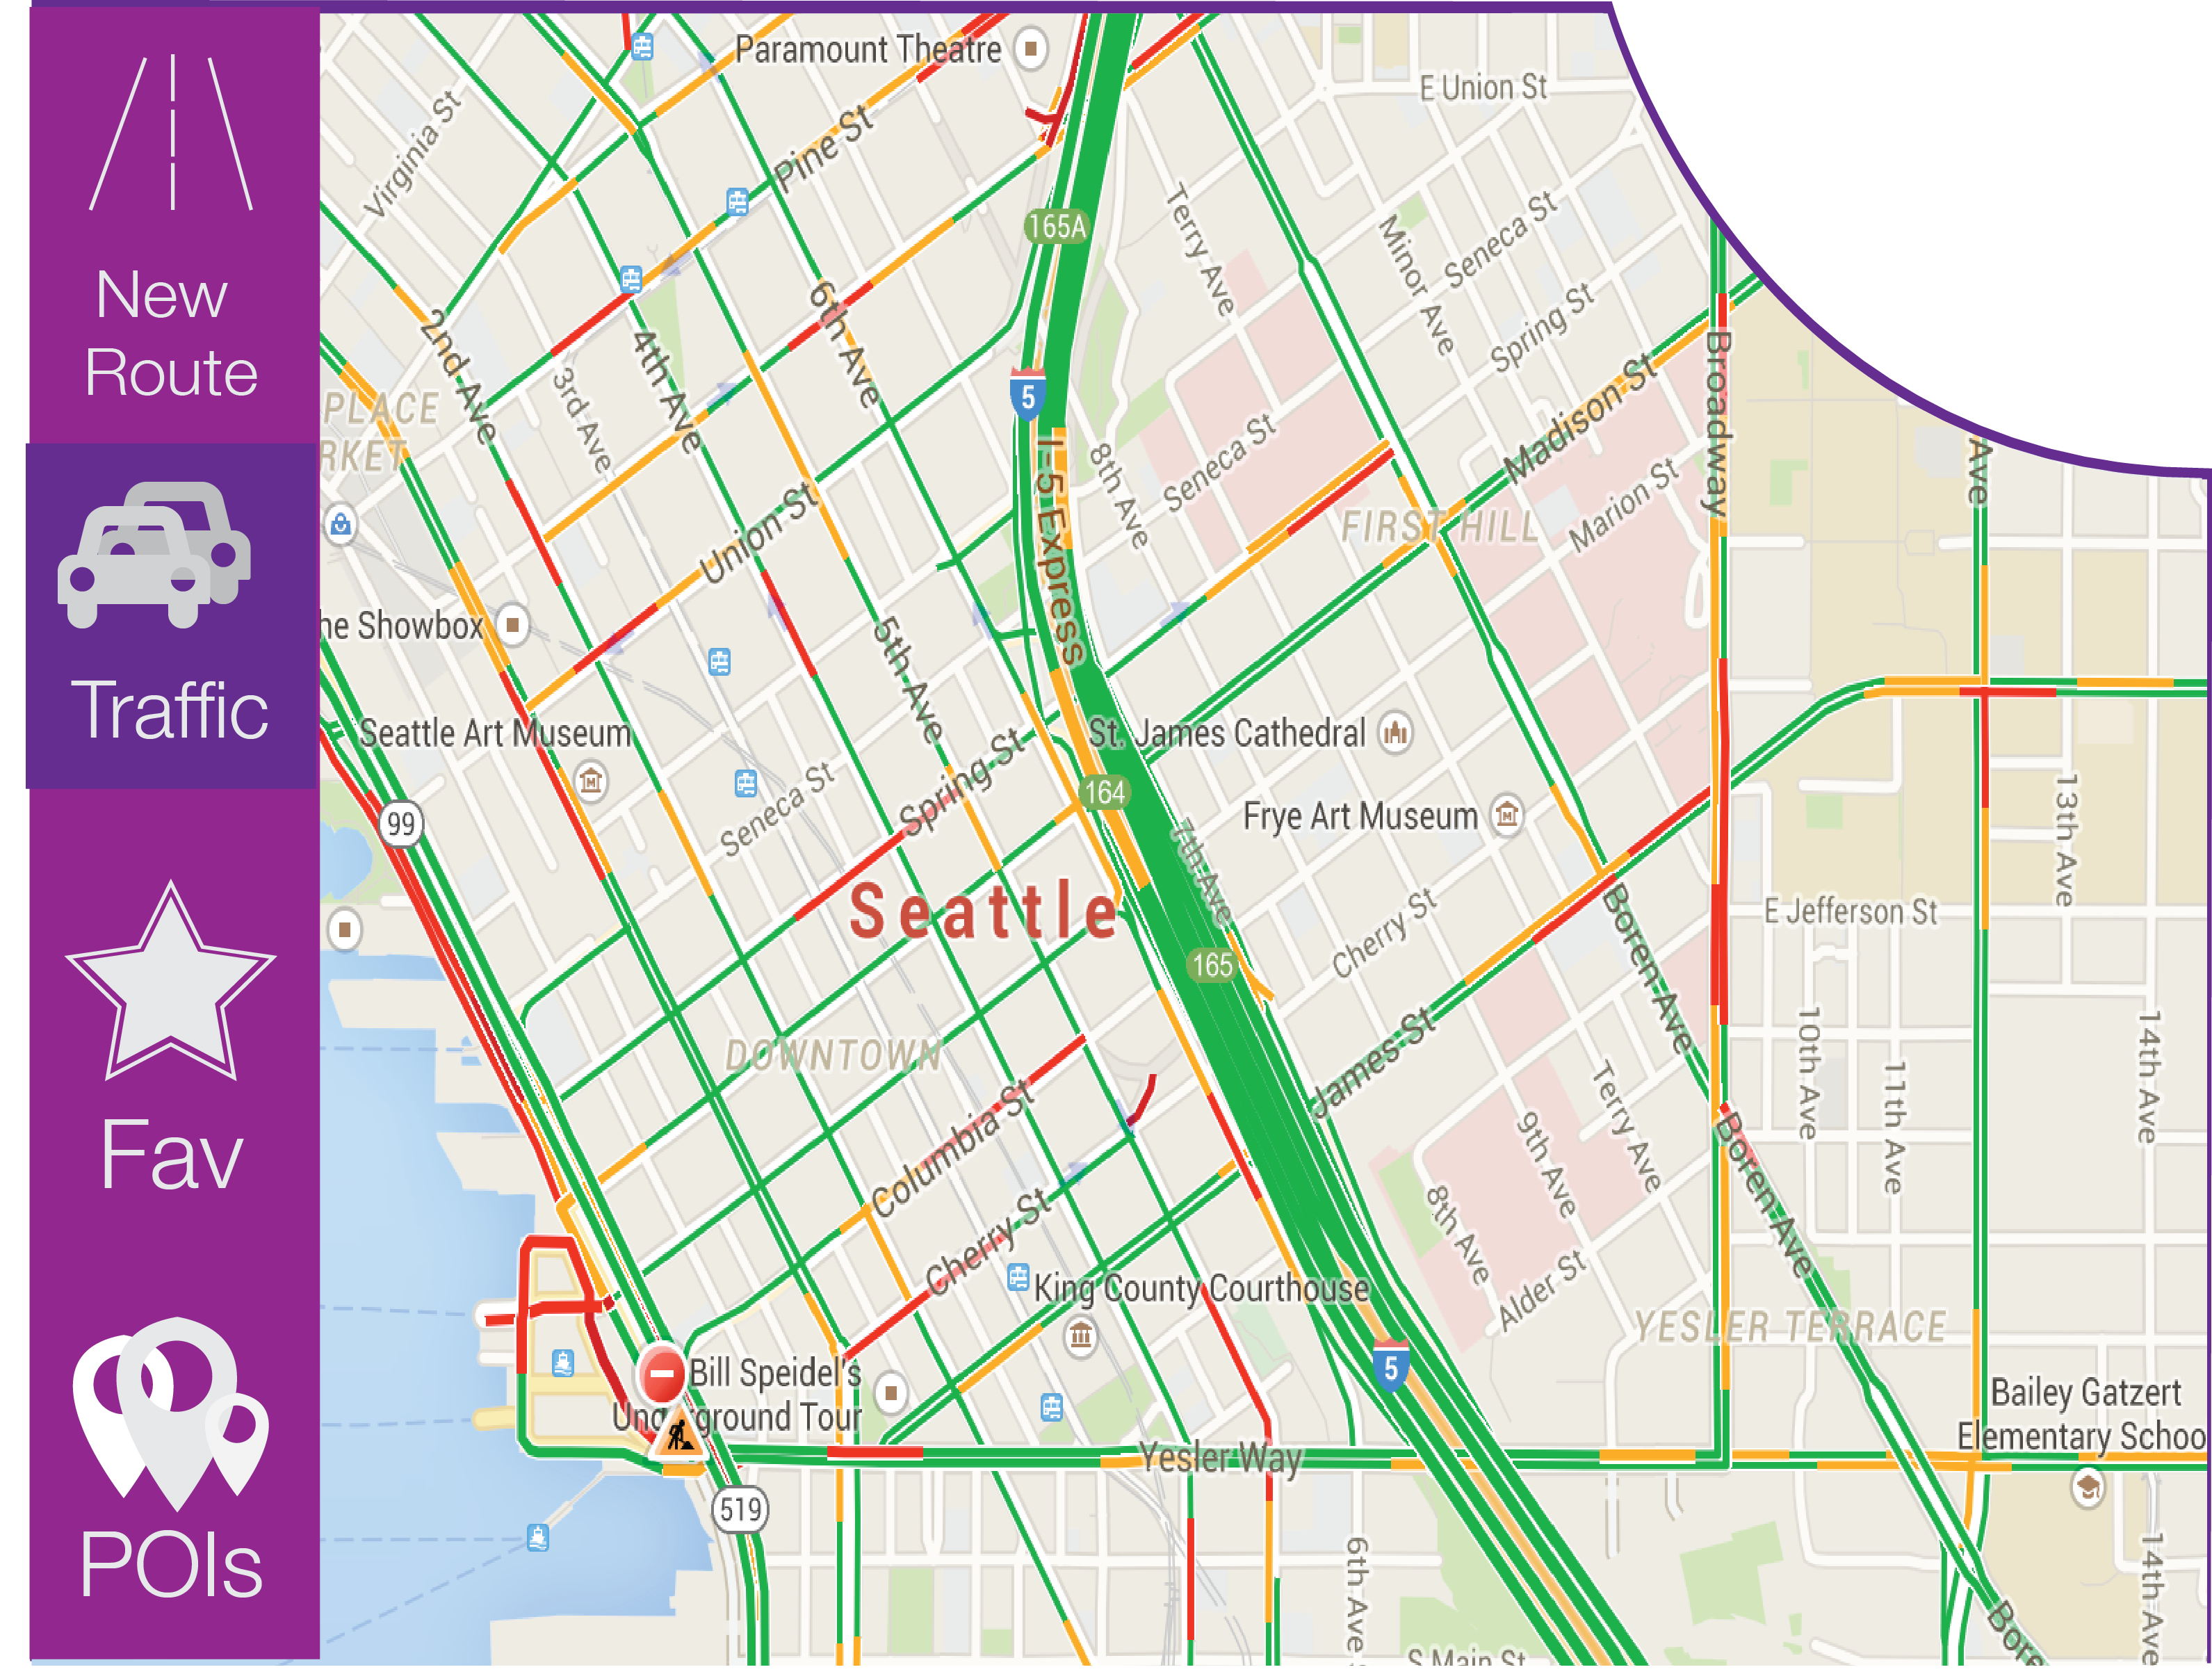 New
Route
Traffic
Fav
POIs
Paramount Theatre
E Union St
Virginia St
Pine St
165A
Terry Ave
Minor Ave
Seneca St
Spring St
2nd Ave
3rd Ave
4th Ave
6th Ave
5
I-5 Express
8th Ave
Seneca St
Madison St
Marion St
Broadway
Ave
PLACE
RKET
FIRST HILL
Union St
he Showbox
5th Ave
Seattle Art Museum
St. James Cathedral
Seneca St
Spring St
164
99
Frye Art Museum
7th Ave
13th Ave
Seattle
165
Cherry St
Boren Ave
E Jefferson St
DOWNTOWN
James St
Columbia St
Terry Ave
9th Ave
10th Ave
11th Ave
14th Ave
Boren Ave
8th Ave
Cherry St
King County Courthouse
Alder St
YESLER TERRACE
5
Bill Speidel's
Underground Tour
Bailey Gatzert
Elementary Schoo
Yesler Way
519
6th Ave S
14th Ave
Bore
S Main St